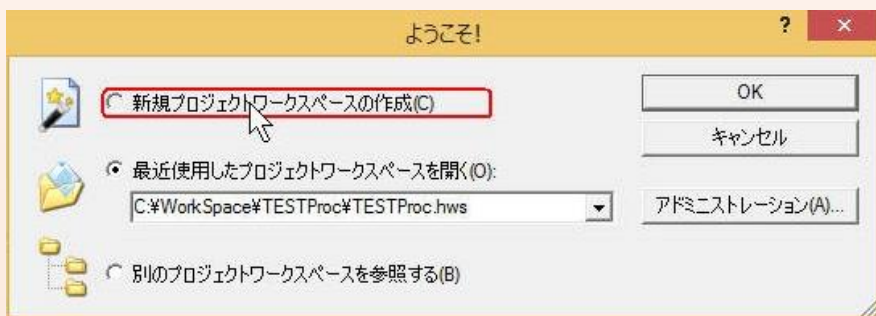 ようこそ!
?
×
新規プロジェクトワークスペースの作成(C)
OK
キャンセル
最近使用したプロジェクトワークスペースを開く(O):
C:¥WorkSpace¥TESTProc¥TESTProc.hws
アドミニストレーション(A)...
別のプロジェクトワークスペースを参照する(B)